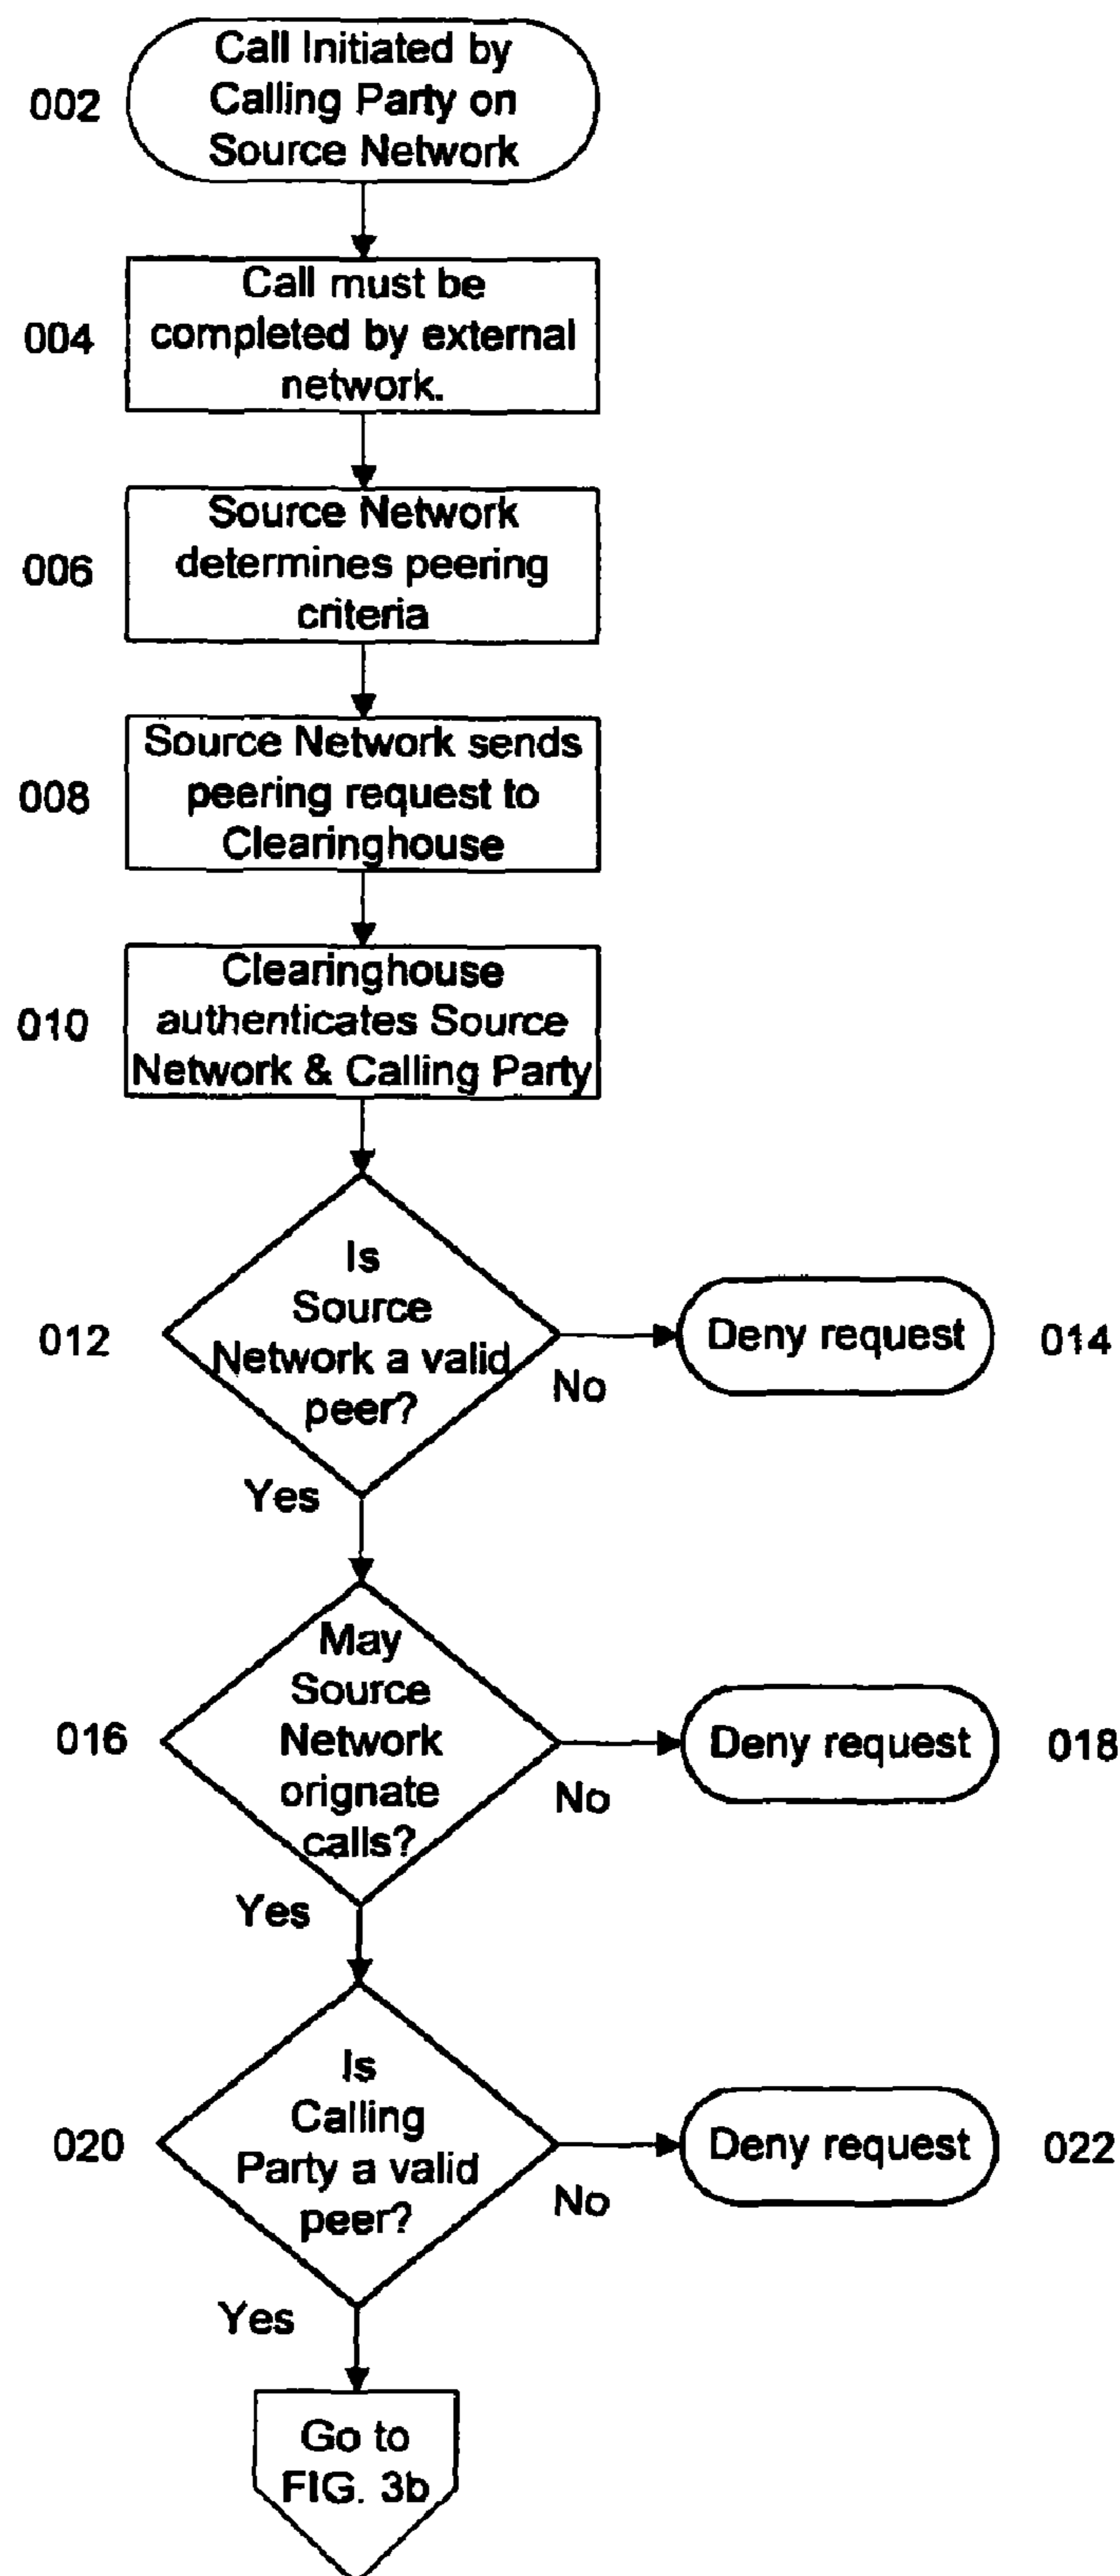 Call Initiated by
Calling Party on
Source Network
002
Call must be
completed by external
network.
004
Source Network
determines peering
criteria
006
Source Network sends
peering request to
Clearinghouse
008
Clearinghouse
authenticates Source
Network & Calling Party
010
Is
Source
Network a valid
peer?
012
No
Deny request
014
Yes
May
Source
Network
orignate
calls?
016
No
Deny request
018
Yes
Is
Calling
Party a valid
peer?
020
No
Deny request
022
Yes
Go to
FIG. 3b